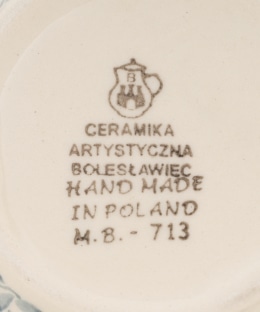 B
CERAMIKA
ARTYSTYCZNA
BOLESŁAWIEC
HAND MADE
IN POLAND
M.B. - 713